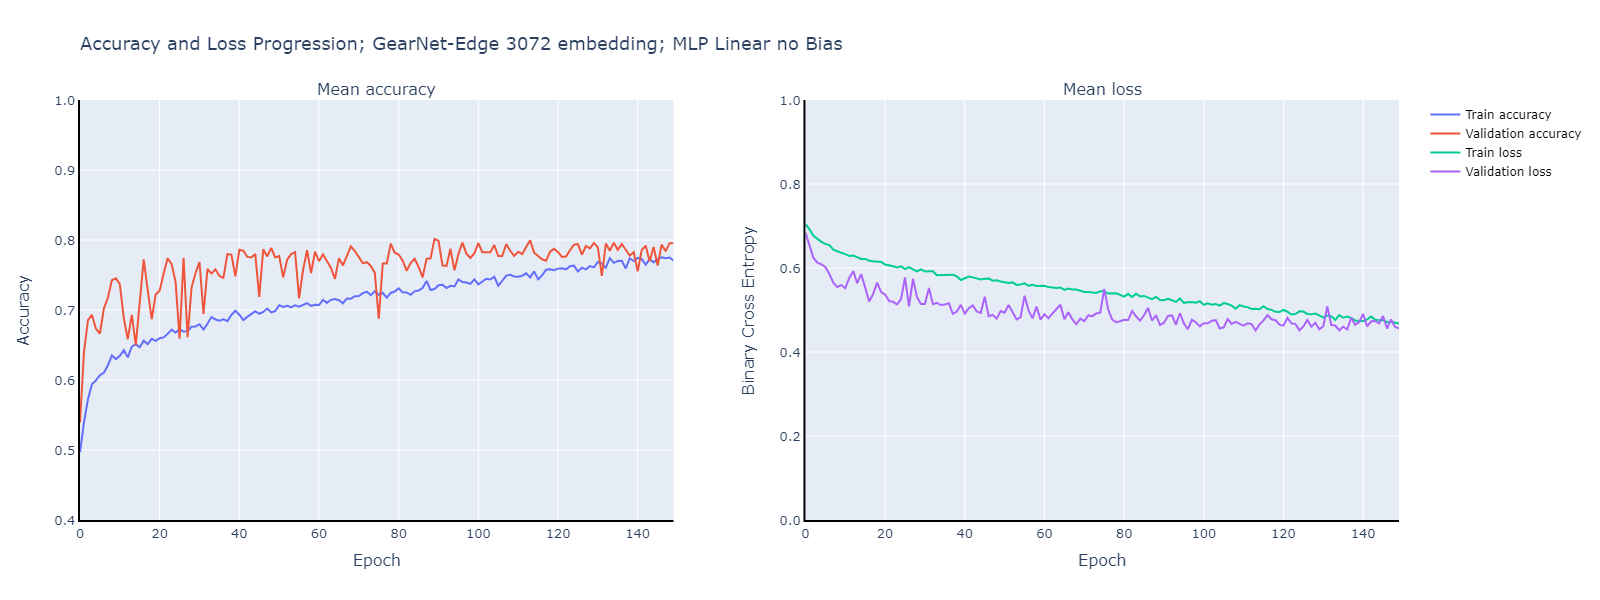 Accuracy and Loss Progression; GearNet-Edge 3072 embedding; MLP Linear no Bias
Mean accuracy
1.0
0.9
0.8
0.7
0.6
0.5
0.4
Accuracy
0 20 40 60 80 100 120 140
Epoch
Mean loss
1.0
0.8
0.6
0.4
0.2
0.0
Binary Cross Entropy
0 20 40 60 80 100 120 140
Epoch
Train accuracy
Validation accuracy
Train loss
Validation loss